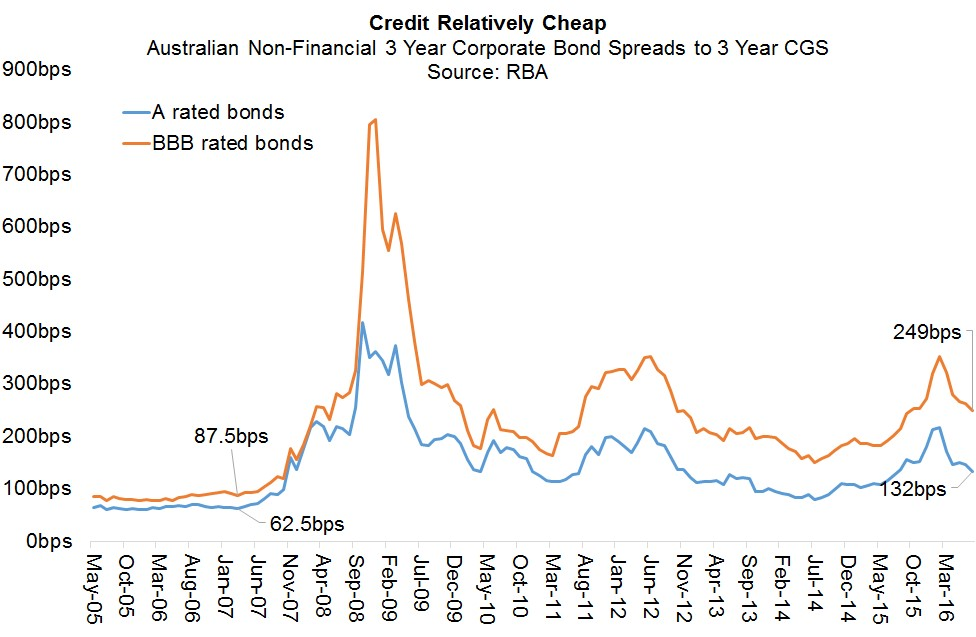 Credit Relatively Cheap
Australian Non-Financial 3 Year Corporate Bond Spreads to 3 Year CGS
Source: RBA
900bps
800bps
700bps
600bps
500bps
400bps
300bps
200bps
100bps
0bps
A rated bonds
BBB rated bonds
87.5bps
62.5bps
249bps
132bps
May-05
Oct-05
Mar-06
Aug-06
Jan-07
Jun-07
Nov-07
Apr-08
Sep-08
Feb-09
Jul-09
Dec-09
May-10
Oct-10
Mar-11
Aug-11
Jan-12
Jun-12
Nov-12
Apr-13
Sep-13
Feb-14
Jul-14
Dec-14
May-15
Oct-15
Mar-16